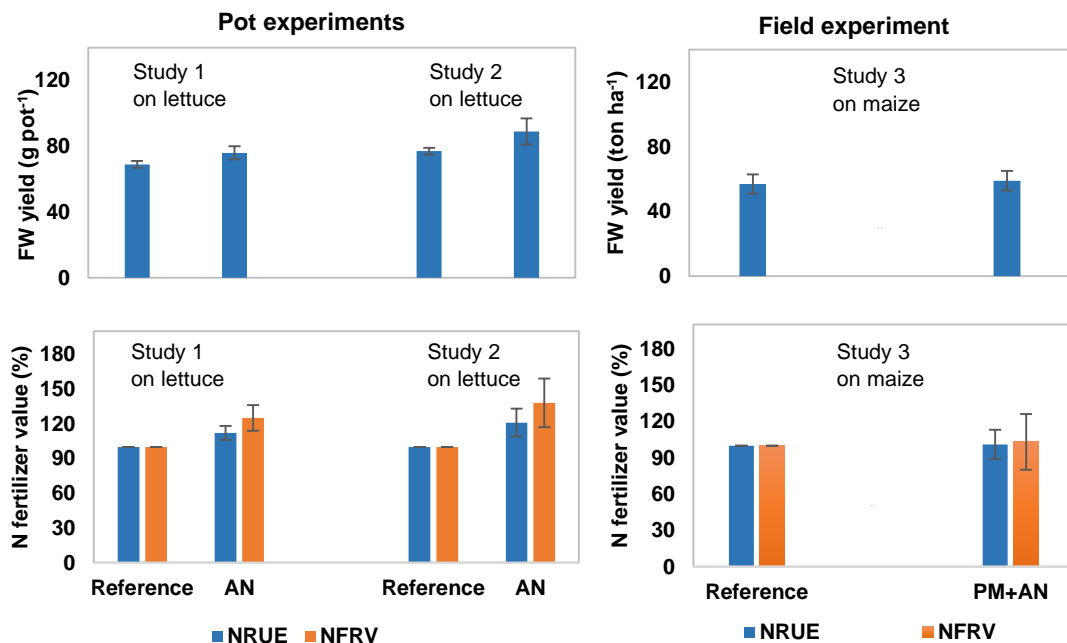 Pot experiments
Field experiment
FW yield (g pot⁻¹)
120
80
40
0
Study 1
on lettuce
Study 2
on lettuce
FW yield (ton ha⁻¹)
120
80
40
0
Study 3
on maize
N fertilizer value (%)
180
150
120
90
60
30
0
Study 1
on lettuce
Study 2
on lettuce
Reference
AN
Reference
AN
NRUE
NFRV
N fertilizer value (%)
180
150
120
90
60
30
0
Study 3
on maize
Reference
PM+AN
NRUE
NFRV